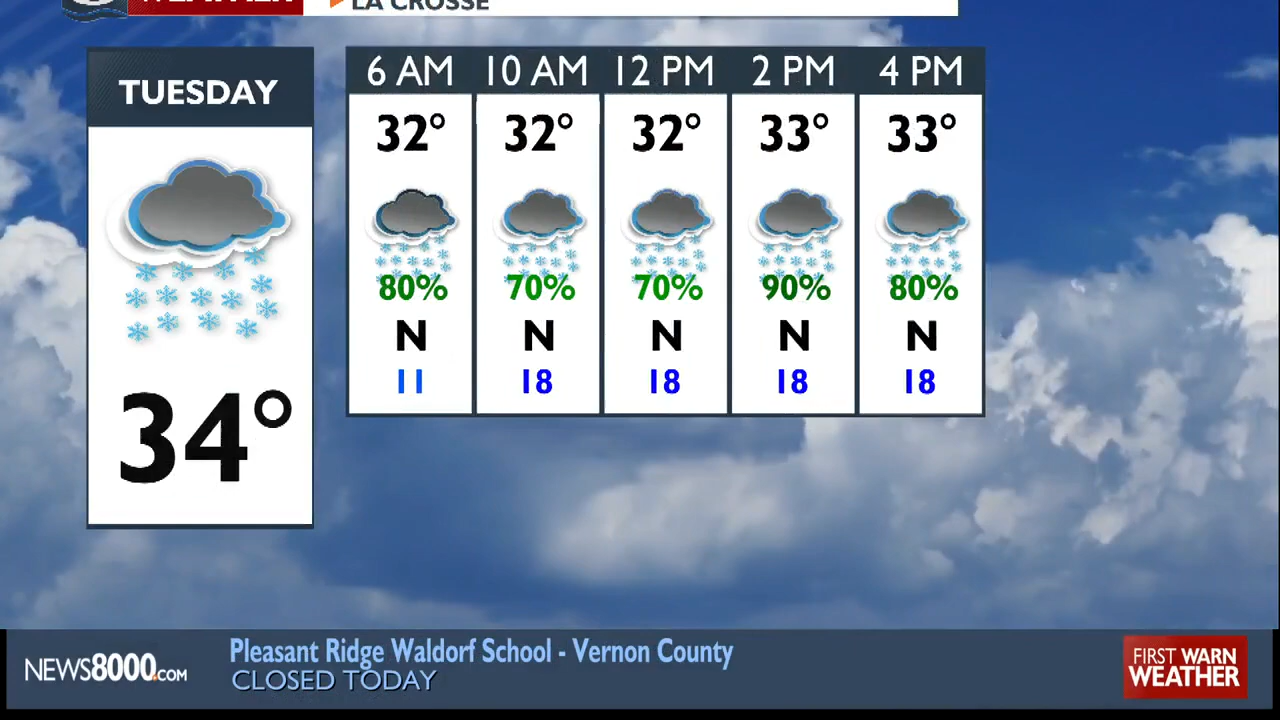 WEATHER
LA CROSSE
TUESDAY
34°
6 AM 10 AM 12 PM 2 PM 4 PM
32° 32° 32° 33° 33°
80% 70% 70% 90% 80%
N N N N N
11 18 18 18 18
NEWS8000.COM
Pleasant Ridge Waldorf School - Vernon County
CLOSED TODAY
FIRST WARN
WEATHER